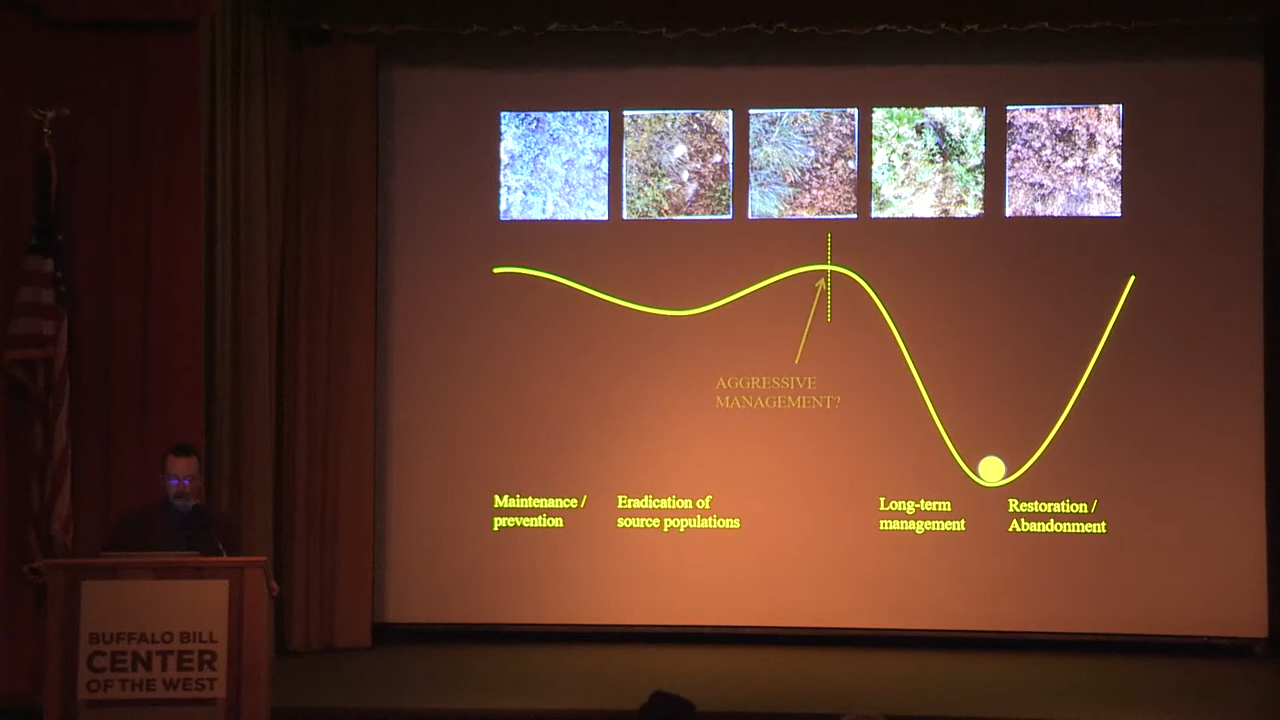 AGGRESSIVE
MANAGEMENT?
Maintenance /
prevention
Eradication of
source populations
Long-term
management
Restoration /
Abandonment
BUFFALO BILL
CENTER
OF THE WEST